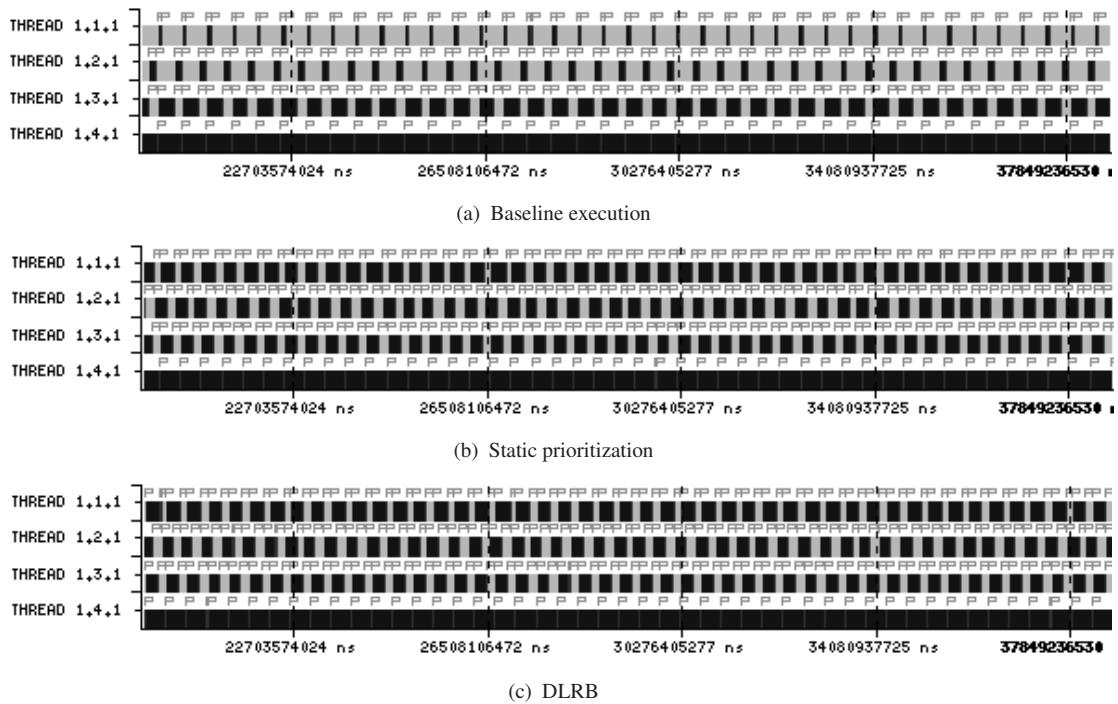 THREAD 1.1.1
THREAD 1.2.1
THREAD 1.3.1
THREAD 1.4.1
22703574024 ns 26508106472 ns 30276405277 ns 34080937725 ns 37849236530
(a) Baseline execution
THREAD 1.1.1
THREAD 1.2.1
THREAD 1.3.1
THREAD 1.4.1
22703574024 ns 26508106472 ns 30276405277 ns 34080937725 ns 37849236530
(b) Static prioritization
THREAD 1.1.1
THREAD 1.2.1
THREAD 1.3.1
THREAD 1.4.1
22703574024 ns 26508106472 ns 30276405277 ns 34080937725 ns 37849236530
(c) DLRB